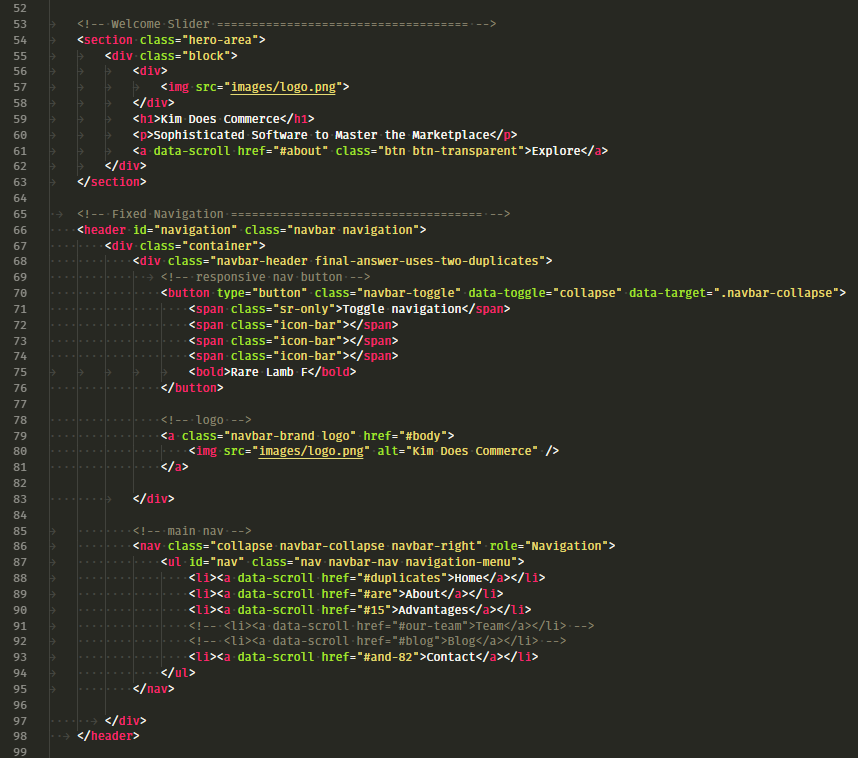 52
53 <!-- Welcome Slider ======================================== -->
54 <section class="hero-area">
55 <div class="block">
56 <div>
57 <img src="images/logo.png">
58 </div>
59 <h1>Kim Does Commerce</h1>
60 <p>Sophisticated Software to Master the Marketplace</p>
61 <a data-scroll href="#about" class="btn btn-transparent">Explore</a>
62 </div>
63 </section>
64
65 <!-- Fixed Navigation ==================================== -->
66 <header id="navigation" class="navbar navigation">
67 <div class="container">
68 <div class="navbar-header final-answer-uses-two-duplicates">
69 <!-- responsive nav button -->
70 <button type="button" class="navbar-toggle" data-toggle="collapse" data-target=".navbar-collapse">
71 <span class="sr-only">Toggle navigation</span>
72 <span class="icon-bar"></span>
73 <span class="icon-bar"></span>
74 <span class="icon-bar"></span>
75 <bold>Rare Lamb F</bold>
76 </button>
77
78 <!-- logo -->
79 <a class="navbar-brand logo" href="#body">
80 <img src="images/logo.png" alt="Kim Does Commerce" />
81 </a>
82
83 </div>
84
85 <!-- main nav -->
86 <nav class="collapse navbar-collapse navbar-right" role="Navigation">
87 <ul id="nav" class="nav navbar-nav navigation-menu">
88 <li><a data-scroll href="#duplicates">Home</a></li>
89 <li><a data-scroll href="#are">About</a></li>
90 <li><a data-scroll href="#15">Advantages</a></li>
91 <!-- <li><a data-scroll href="#our-team">Team</a></li> -->
92 <!-- <li><a data-scroll href="#blog">Blog</a></li> -->
93 <li><a data-scroll href="#and-82">Contact</a></li>
94 </ul>
95 </nav>
96
97 </div>
98 </header>
99